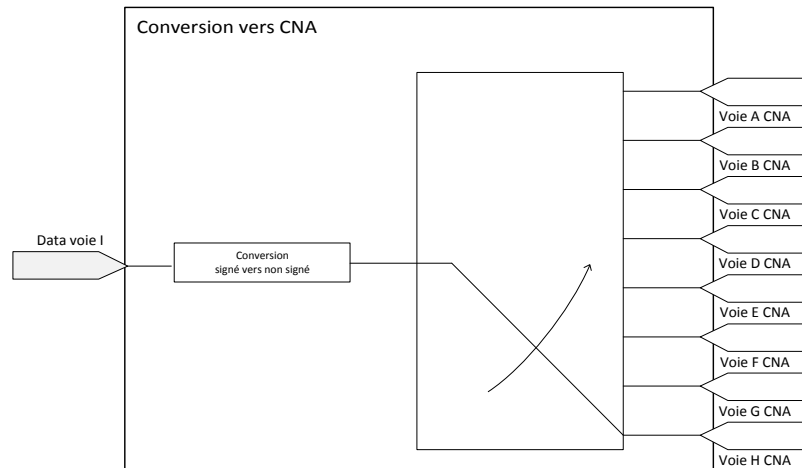 Conversion vers CNA
Voie A CNA
Voie B CNA
Voie C CNA
Data voie I
Conversion
signé vers non signé
Voie D CNA
Voie E CNA
Voie F CNA
Voie G CNA
Voie H CNA